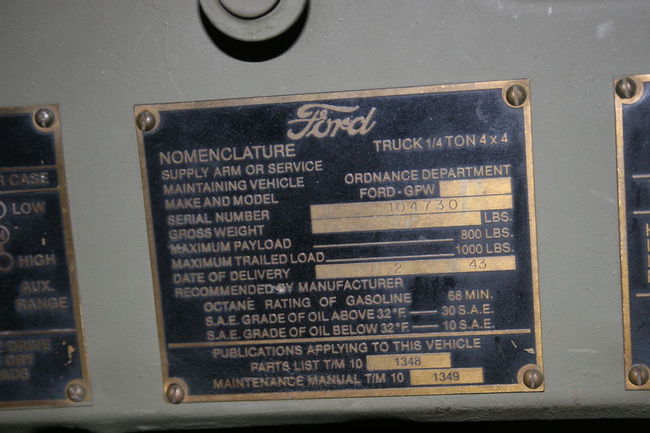 R CASE
LOW
HIGH
AUX.
RANGE
DRIVE
DRY
ADS
Ford
NOMENCLATURE TRUCK 1/4 TON 4 x 4
SUPPLY ARM OR SERVICE
MAINTAINING VEHICLE ORDNANCE DEPARTMENT
MAKE AND MODEL FORD - GPW
SERIAL NUMBER 104730
GROSS WEIGHT LBS.
MAXIMUM PAYLOAD 800 LBS.
MAXIMUM TRAILED LOAD 1000 LBS.
DATE OF DELIVERY 2 43
RECOMMENDED BY MANUFACTURER
OCTANE RATING OF GASOLINE 68 MIN.
S.A.E. GRADE OF OIL ABOVE 32°F. — 30 S.A.E.
S.A.E. GRADE OF OIL BELOW 32°F. — 10 S.A.E.
PUBLICATIONS APPLYING TO THIS VEHICLE
PARTS LIST T/M 10 1348
MAINTENANCE MANUAL T/M 10 1349